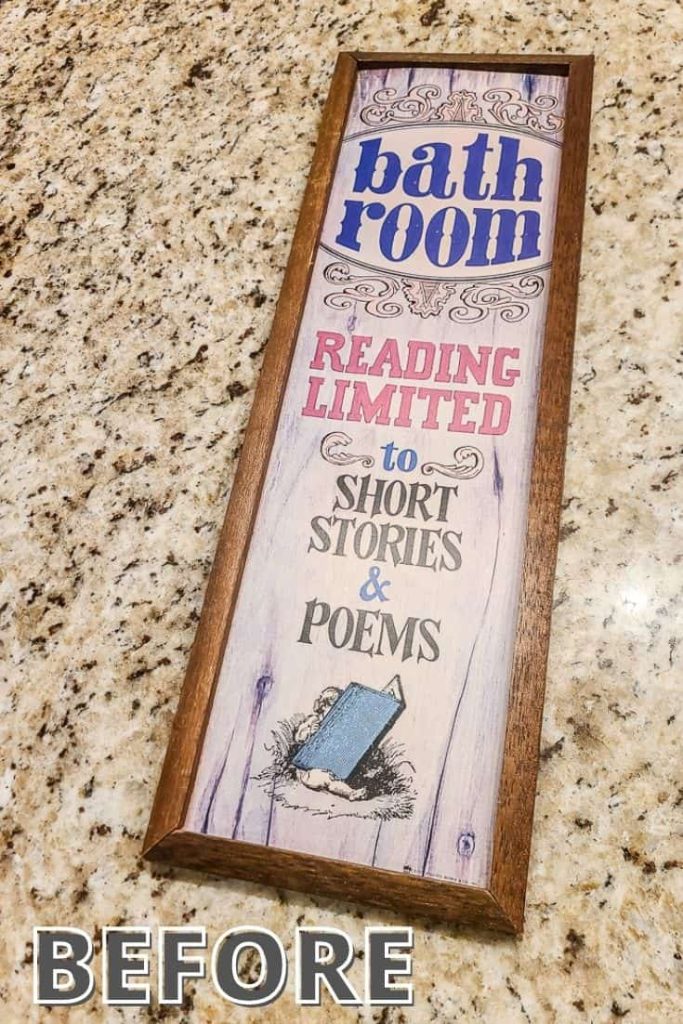 bath
room
READING
LIMITED
to
SHORT
STORIES
&
POEMS
BEFORE